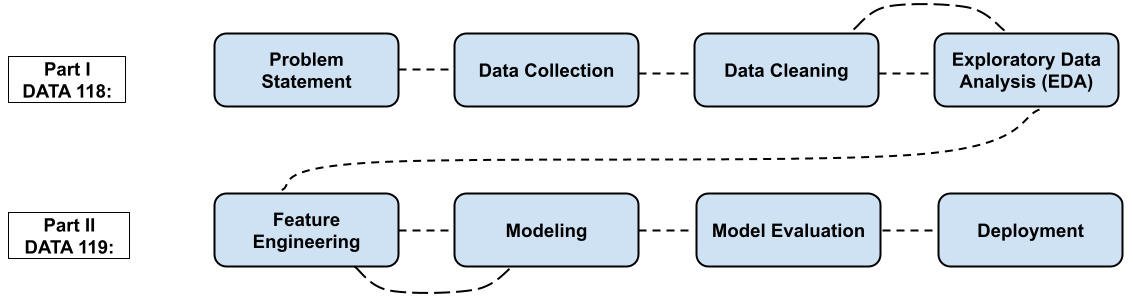 Part I
DATA 118:
Problem
Statement
Data Collection
Data Cleaning
Exploratory Data
Analysis (EDA)
Part II
DATA 119:
Feature
Engineering
Modeling
Model Evaluation
Deployment